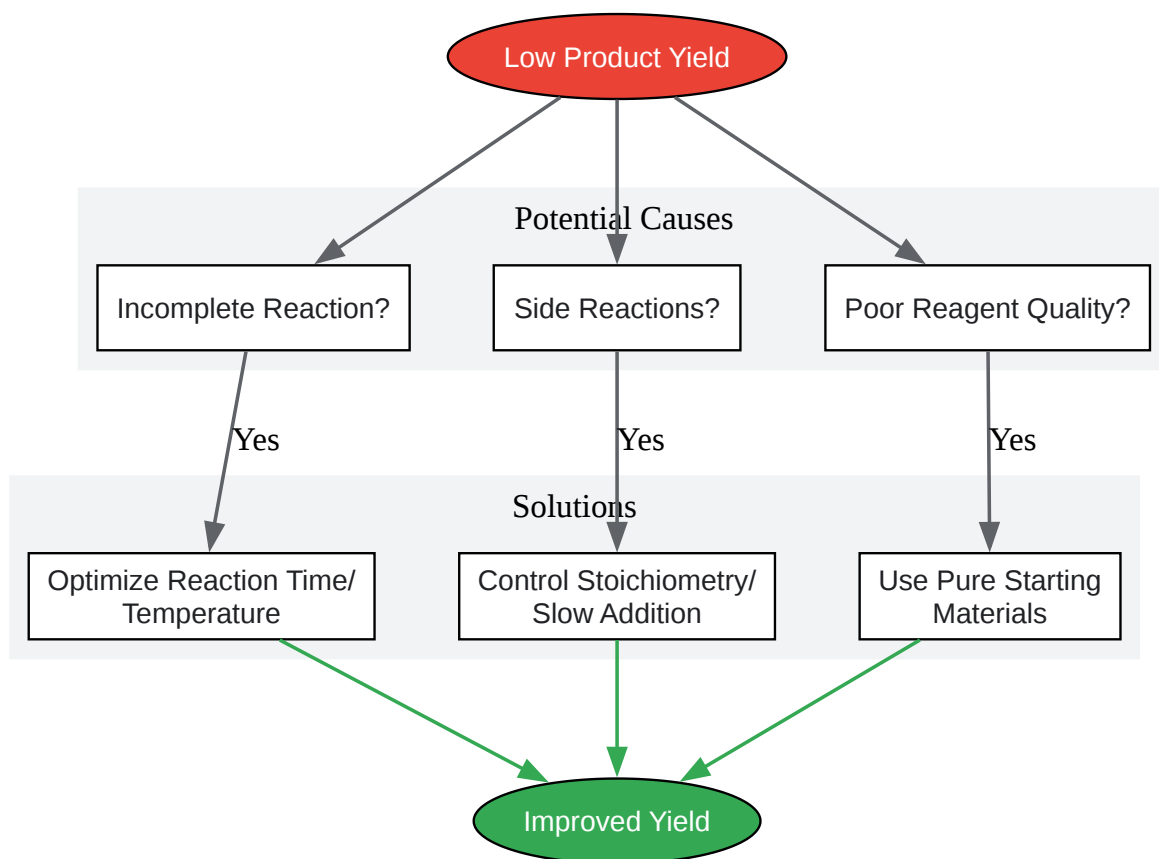 Low Product Yield
Potential Causes
Incomplete Reaction?
Side Reactions?
Poor Reagent Quality?
Yes
Yes
Yes
Solutions
Optimize Reaction Time/
Temperature
Control Stoichiometry/
Slow Addition
Use Pure Starting
Materials
Improved Yield